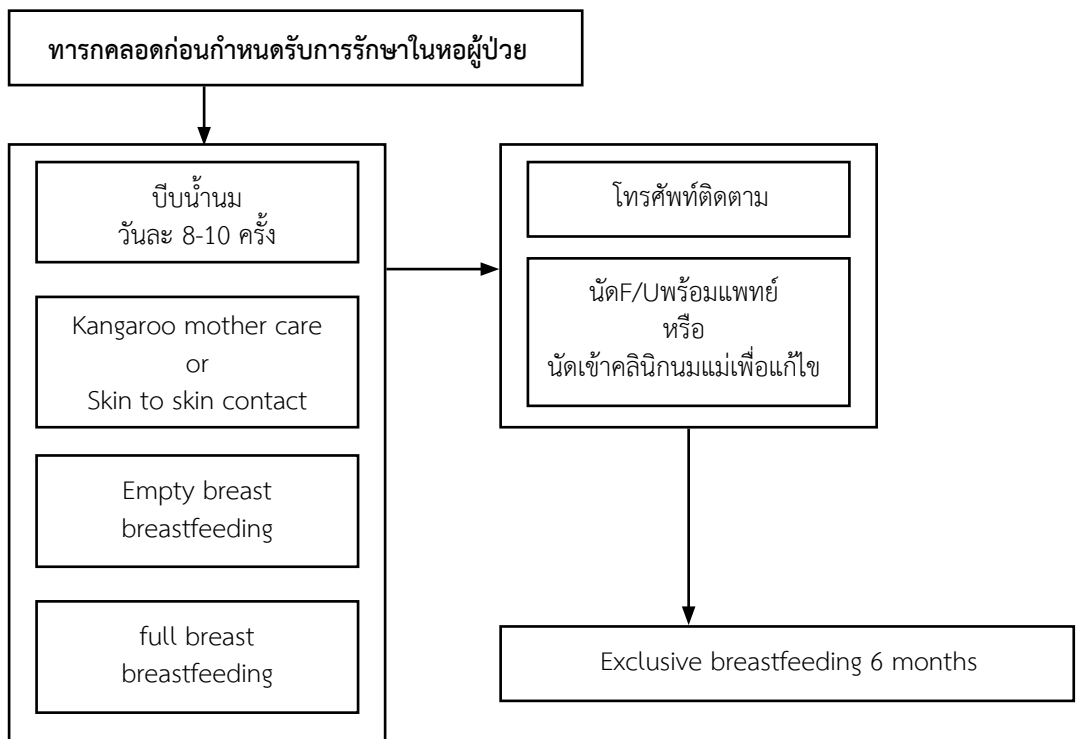 ทารกคลอดก่อนกำหนดรับการรักษาในหอผู้ป่วย
บีบน้ำนม
วันละ 8-10 ครั้ง
Kangaroo mother care
or
Skin to skin contact
Empty breast
breastfeeding
full breast
breastfeeding
โทรศัพท์ติดตาม
นัดF/Uพร้อมแพทย์
หรือ
นัดเข้าคลินิกนมแม่เพื่อแก้ไข
Exclusive breastfeeding 6 months